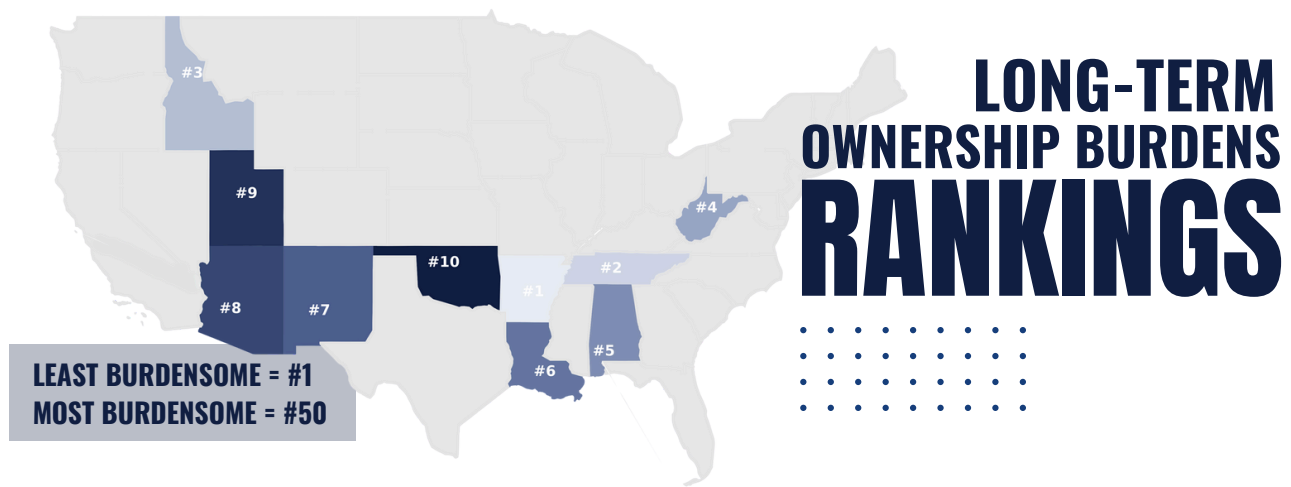 #3
LONG-TERM
OWNERSHIP BURDENS
RANKINGS
#9
#4
#10
#2
#1
#8
#7
#5
#6
LEAST BURDENSOME = #1
MOST BURDENSOME = #50